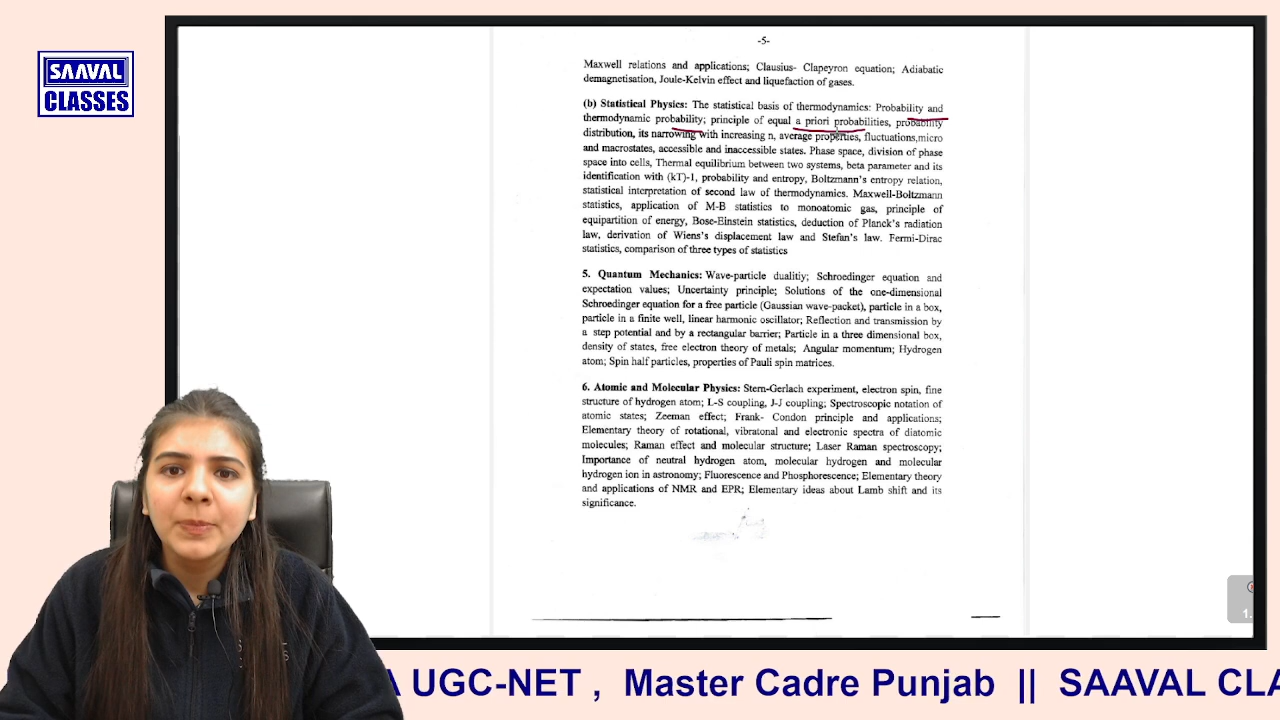 SAAVAL
CLASSES
-5-
Maxwell relations and applications; Clausius- Clapeyron equation; Adiabatic
demagnetisation, Joule-Kelvin effect and liquefaction of gases.
(b) Statistical Physics: The statistical basis of thermodynamics: Probability and
thermodynamic probability; principle of equal a priori probabilities, probability
distribution, its narrowing with increasing n, average properties, fluctuations,micro
and macrostates, accessible and inaccessible states. Phase space, division of phase
space into cells, Thermal equilibrium between two systems, beta parameter and its
identification with (kT)-1, probability and entropy, Boltzmann's entropy relation,
statistical interpretation of second law of thermodynamics. Maxwell-Boltzmann
statistics, application of M-B statistics to monoatomic gas, principle of
equipartition of energy, Bose-Einstein statistics, deduction of Planck's radiation
law, derivation of Wiens's displacement law and Stefan's law. Fermi-Dirac
statistics, comparison of three types of statistics
5. Quantum Mechanics: Wave-particle dualitiy; Schroedinger equation and
expectation values; Uncertainty principle; Solutions of the one-dimensional
Schroedinger equation for a free particle (Gaussian wave-packet), particle in a box,
particle in a finite well, linear harmonic oscillator; Reflection and transmission by
a step potential and by a rectangular barrier; Particle in a three dimensional box,
density of states, free electron theory of metals; Angular momentum; Hydrogen
atom; Spin half particles, properties of Pauli spin matrices.
6. Atomic and Molecular Physics: Stern-Gerlach experiment, electron spin, fine
structure of hydrogen atom; L-S coupling, J-J coupling; Spectroscopic notation of
atomic states; Zeeman effect; Frank- Condon principle and applications;
Elementary theory of rotational, vibratonal and electronic spectra of diatomic
molecules; Raman effect and molecular structure; Laser Raman spectroscopy;
Importance of neutral hydrogen atom, molecular hydrogen and molecular
hydrogen ion in astronomy; Fluorescence and Phosphorescence; Elementary theory
and applications of NMR and EPR; Elementary ideas about Lamb shift and its
significance.
1.
A UGC-NET , Master Cadre Punjab || SAAVAL CLA